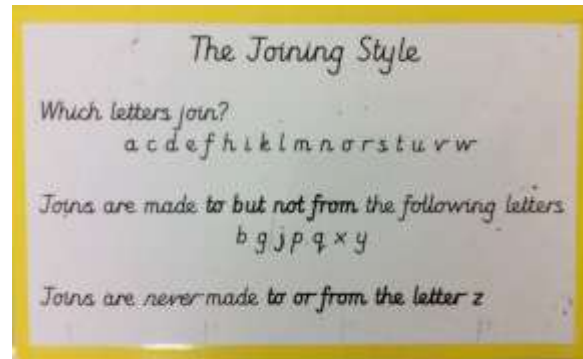 The Joining Style
Which letters join?
a c d e f h i k l m n o r s t u v w
Joins are made to but not from the following letters
b g j p q x y
Joins are never made to or from the letter z